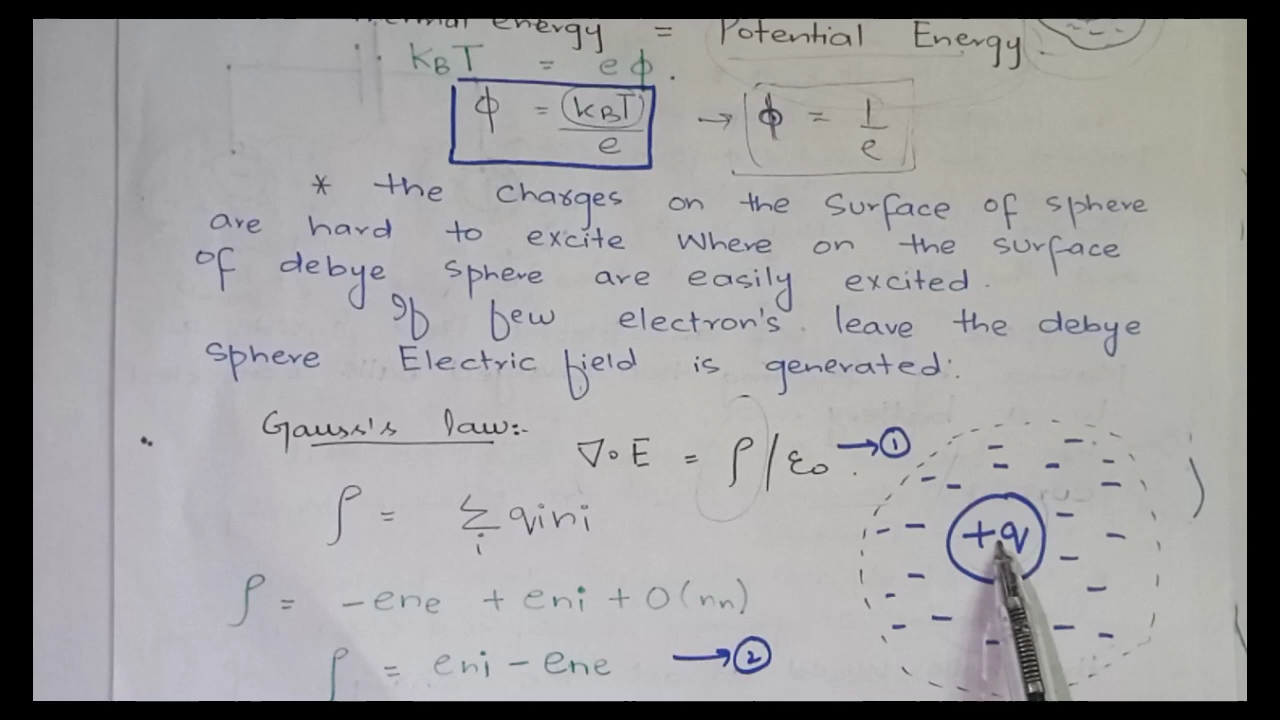 Thermal energy = Potential Energy.
KBT = eϕ.
ϕ = KBT/e → ϕ = 1/e
* the charges on the surface of sphere
are hard to excite where on the surface
of debye sphere are easily excited.
If few electron's leave the debye
sphere Electric field is generated:
Gauss's law:-
∇∘E = ρ/ε₀ → ①
ρ = Σ qini
i
ρ = -ene + eni + 0(nn)
ρ = eni - ene → ②
+q